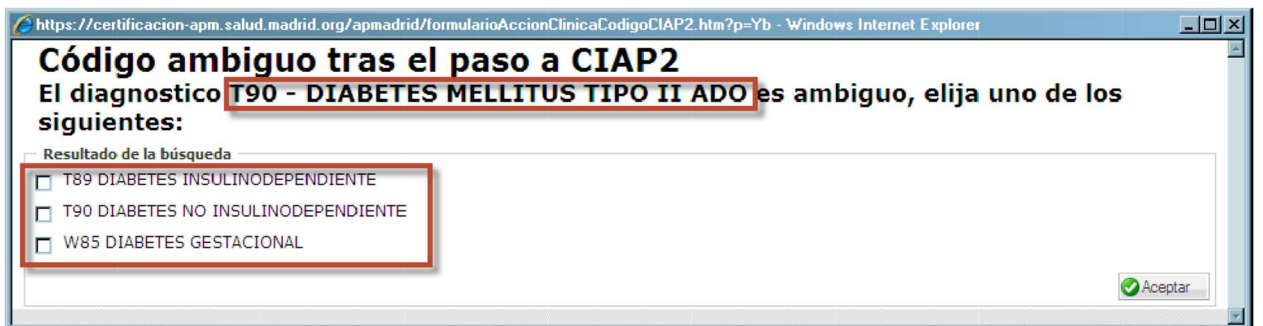 https://certificacion-apm.salud.madrid.org/apmadrid/formularioAccionClinicaCodigoCIAP2.htm?p=Yb - Windows Internet Explorer
Código ambiguo tras el paso a CIAP2
El diagnostico T90 - DIABETES MELLITUS TIPO II ADO es ambiguo, elija uno de los
siguientes:
Resultado de la búsqueda
T89 DIABETES INSULINODEPENDIENTE
T90 DIABETES NO INSULINODEPENDIENTE
W85 DIABETES GESTACIONAL
Aceptar